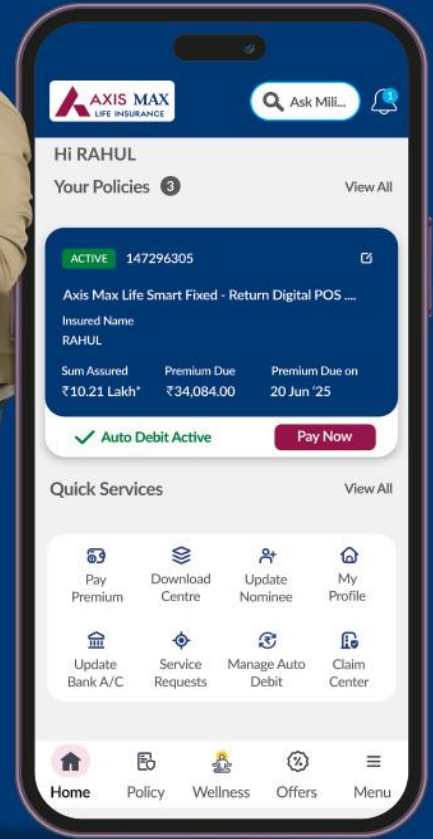 AXIS MAX
LIFE INSURANCE
Ask Mili...
1
Hi RAHUL
Your Policies 3
View All
ACTIVE 147296305
Axis Max Life Smart Fixed - Return Digital POS ....
Insured Name
RAHUL
Sum Assured Premium Due Premium Due on
₹10.21 Lakh* ₹34,084.00 20 Jun ‘25
Auto Debit Active Pay Now
Quick Services View All
Pay Premium
Download Centre
Update Nominee
My Profile
Update Bank A/C
Service Requests
Manage Auto Debit
Claim Center
Home Policy Wellness Offers Menu